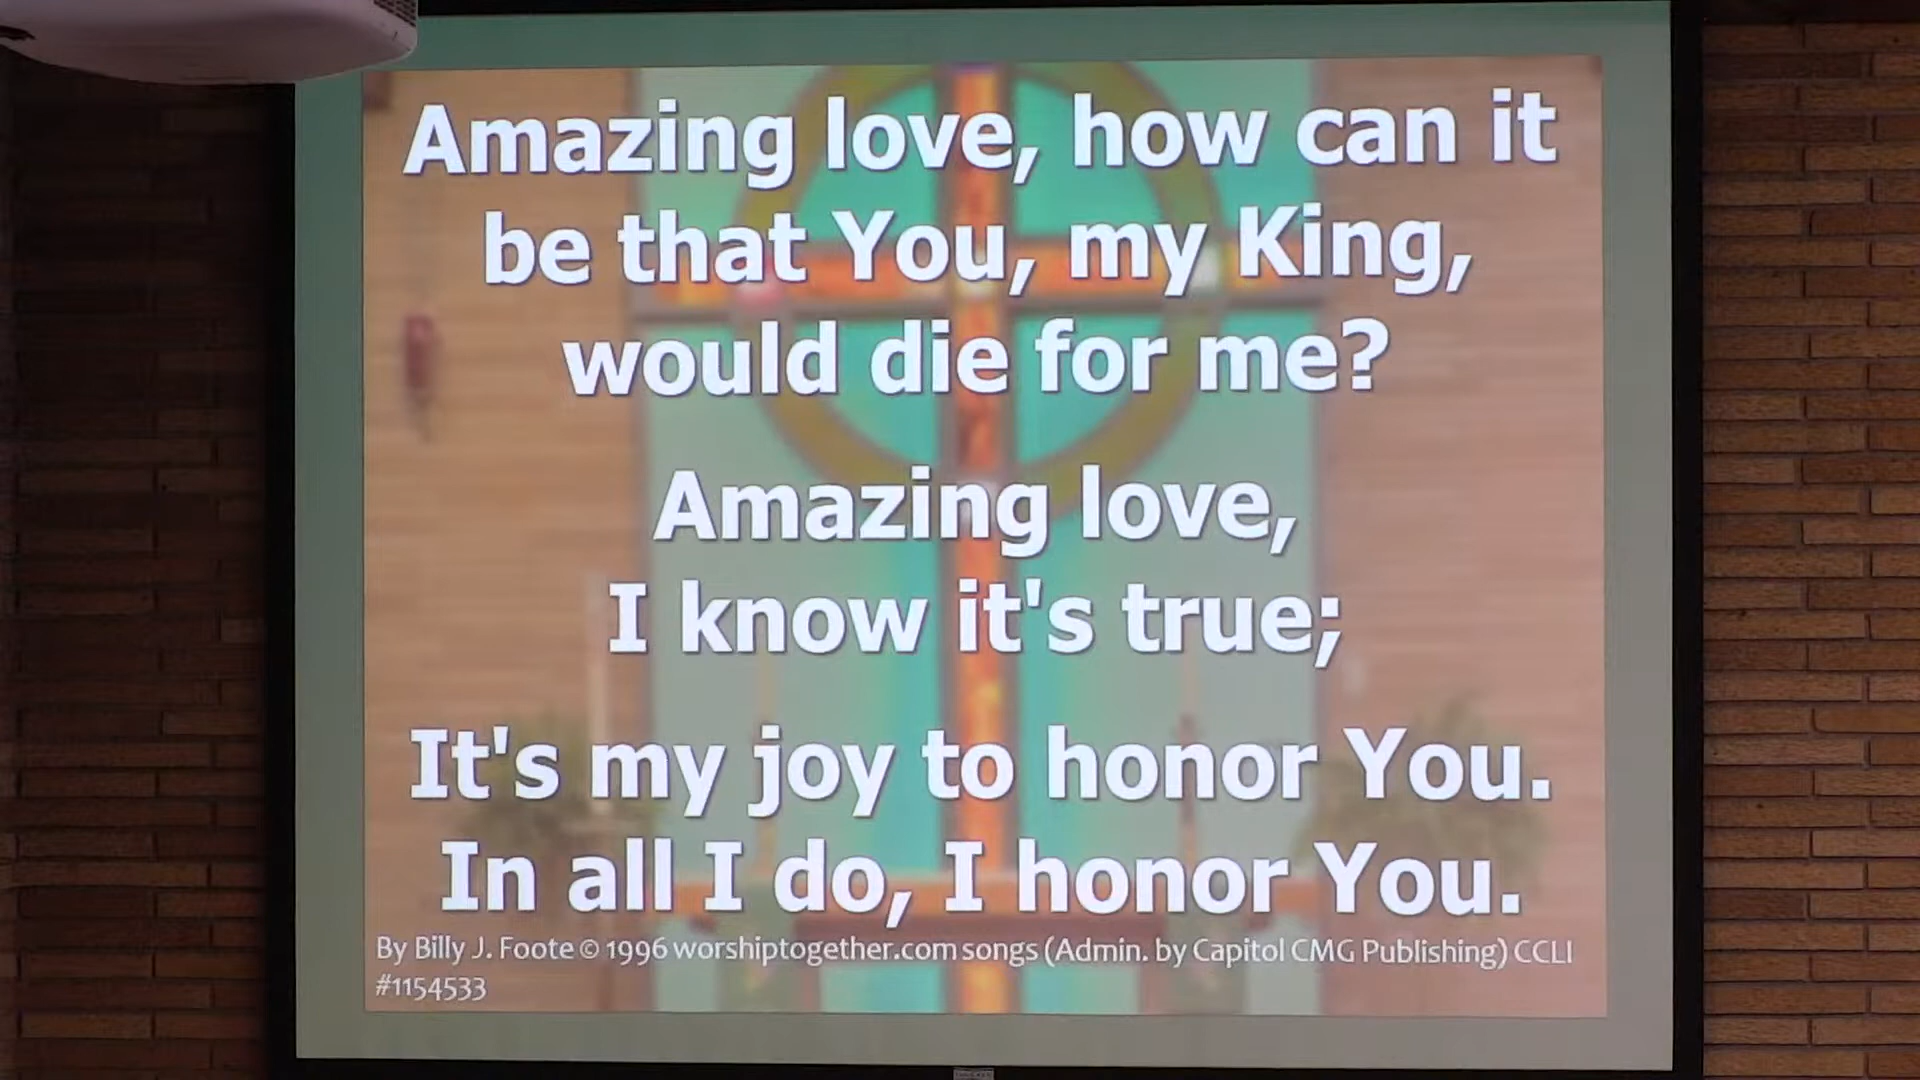 Amazing love, how can it
be that You, my King,
would die for me?
Amazing love,
I know it's true;
It's my joy to honor You.
In all I do, I honor You.
By Billy J. Foote © 1996 worshiptogether.com songs (Admin. by Capitol CMG Publishing) CCLI
#1154533